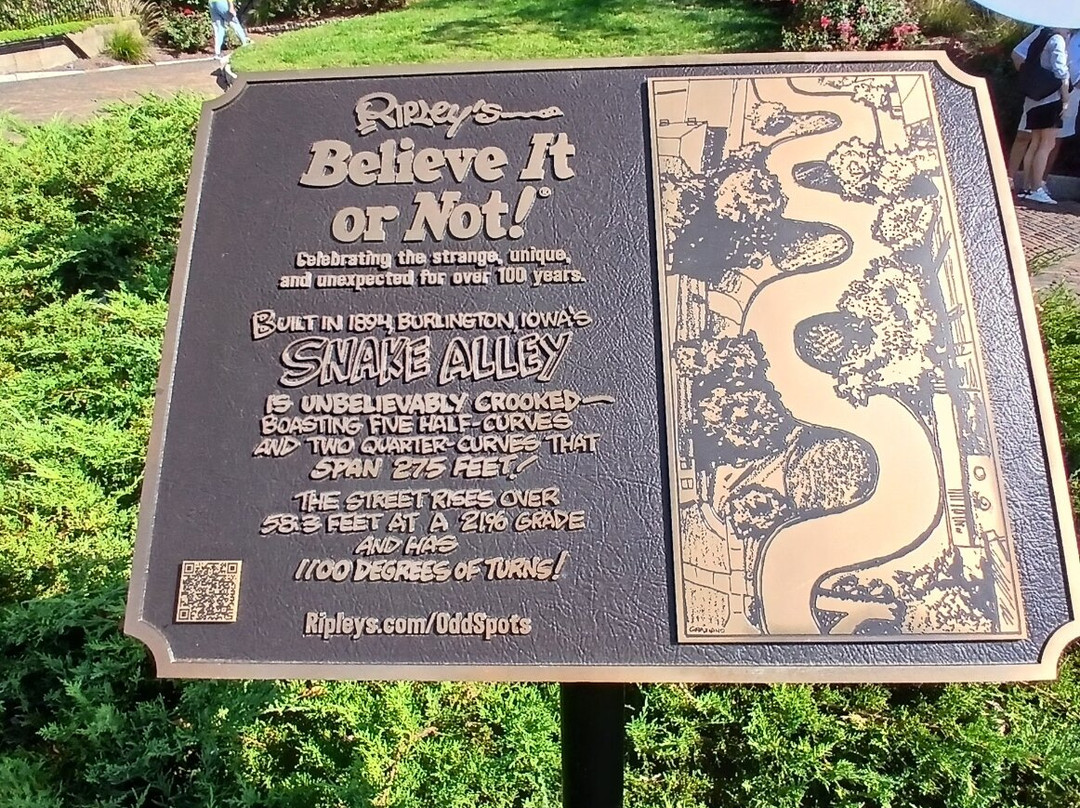 Ripley's
Believe It
or Not!®
Celebrating the strange, unique,
and unexpected for over 100 years.
BUILT IN 1894, BURLINGTON, IOWA'S
SNAKE ALLEY
IS UNBELIEVABLY CROOKED—
BOASTING FIVE HALF-CURVES
AND TWO QUARTER-CURVES THAT
SPAN 275 FEET!
THE STREET RISES OVER
58.3 FEET AT A 21% GRADE
AND HAS
1100 DEGREES OF TURNS!
Ripleys.com/OddSpots